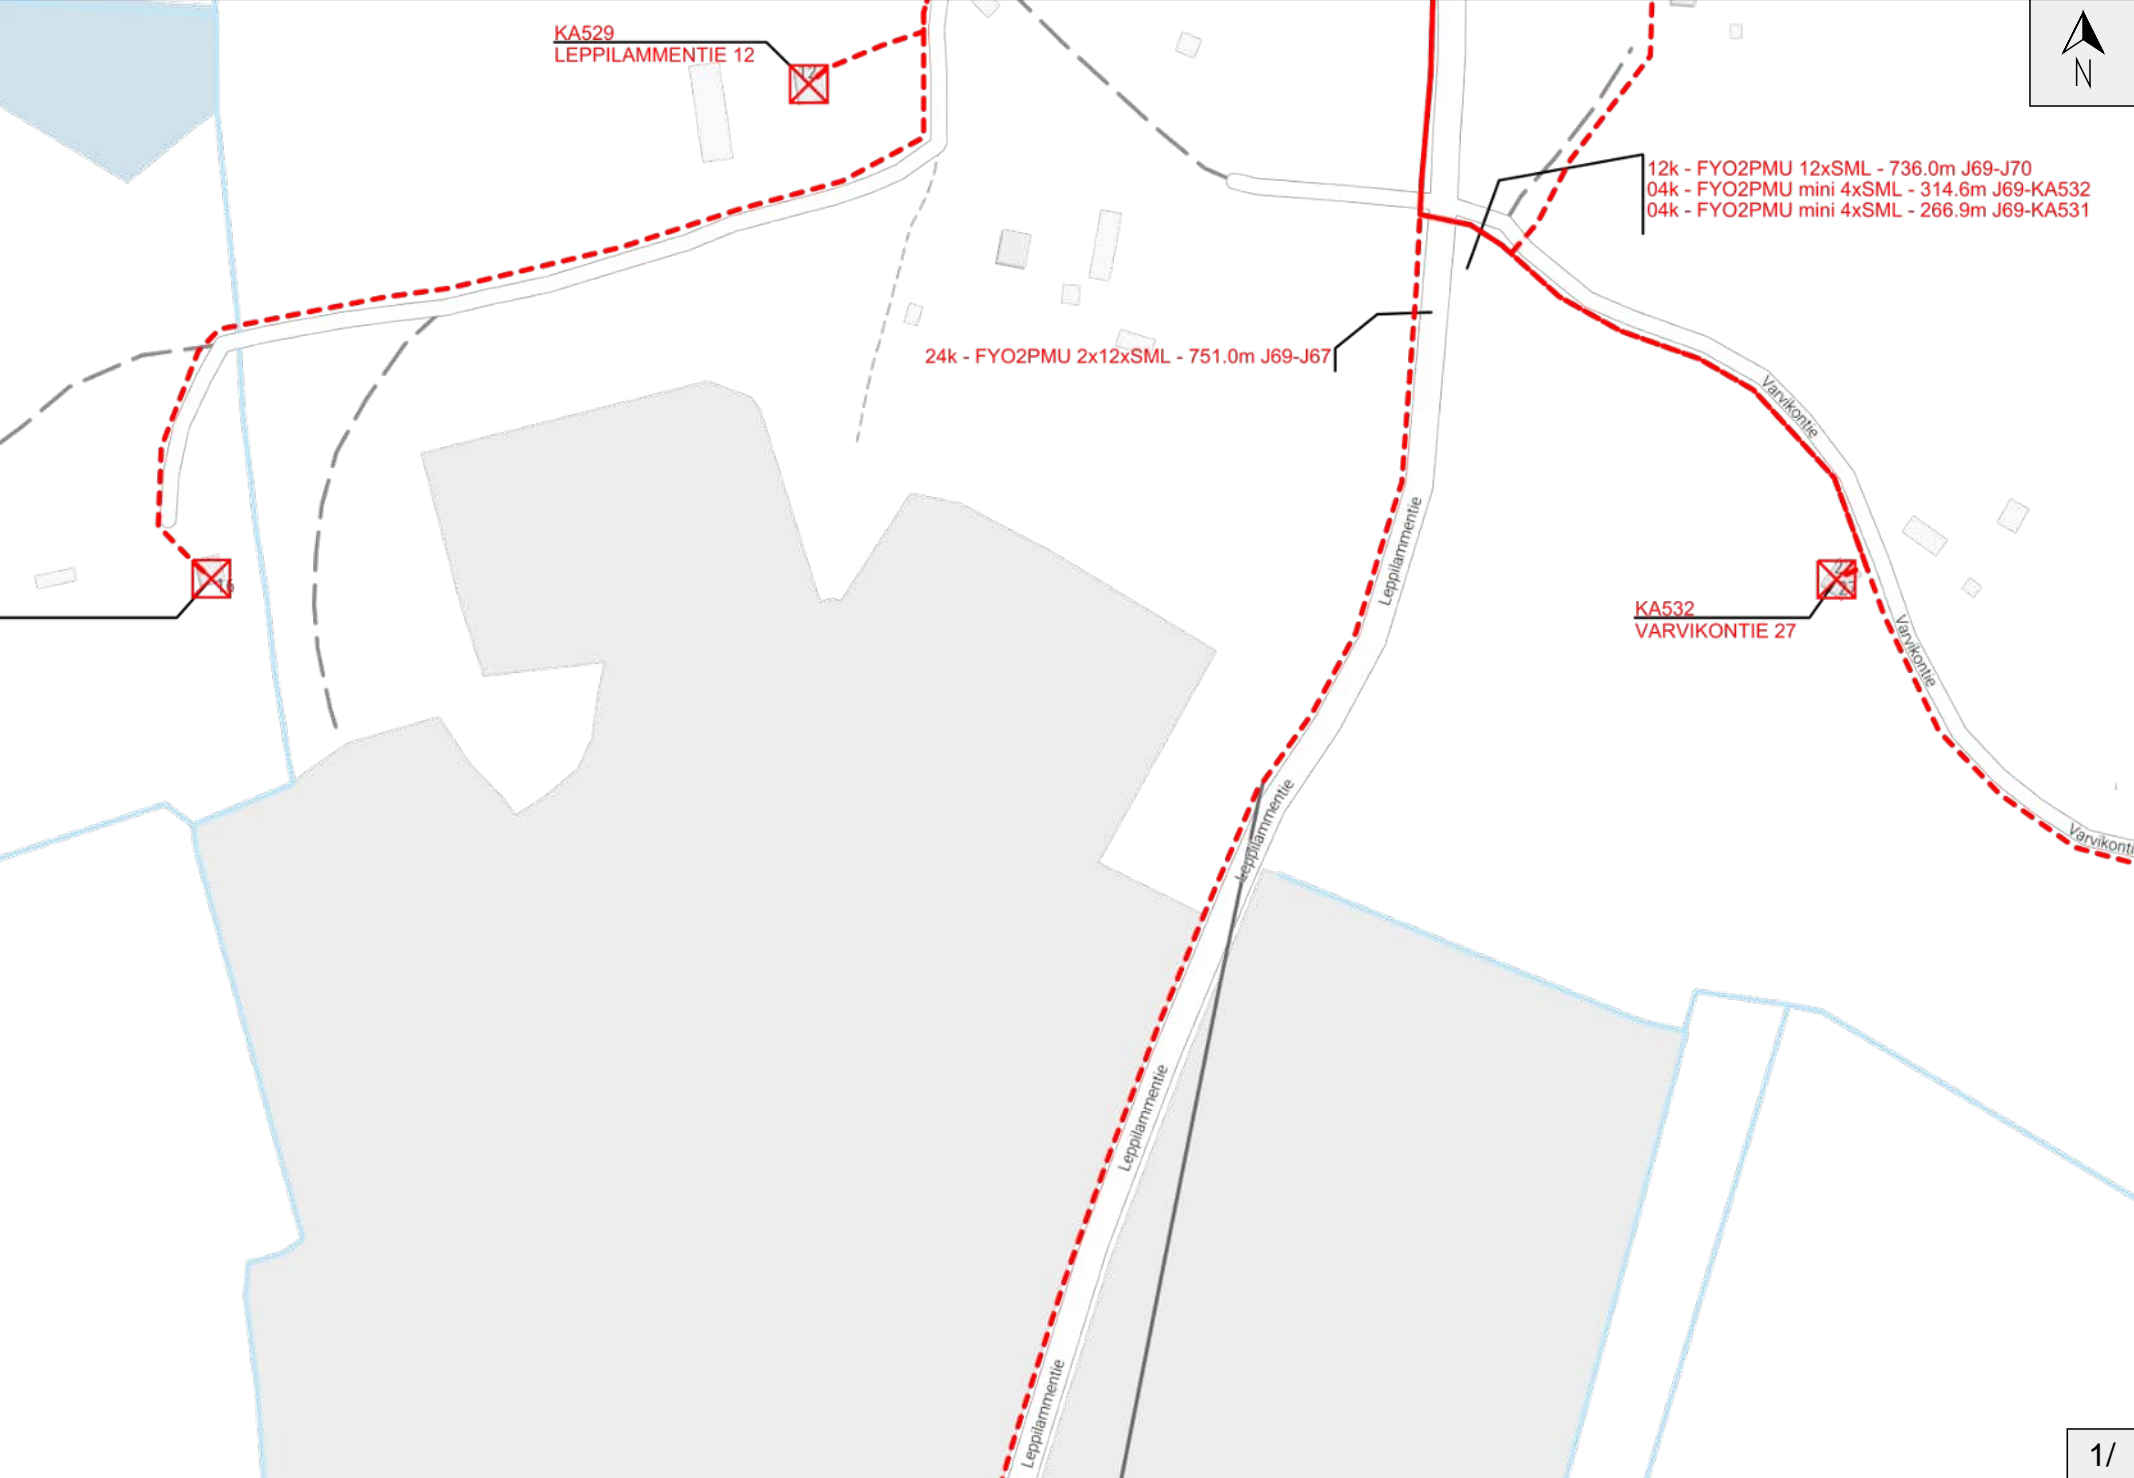 KA529
LEPPILAMMENTIE 12
12
N
12k - FYO2PMU 12xSML - 736.0m J69-J70
04k - FYO2PMU mini 4xSML - 314.6m J69-KA532
04k - FYO2PMU mini 4xSML - 266.9m J69-KA531
24k - FYO2PMU 2x12xSML - 751.0m J69-J67
Varvikontie
Leppilammentie
16
KA532
VARVIKONTIE 27
Varvikontie
Leppilammentie
Varvikonti
Leppilammentie
Leppilammentie
1/